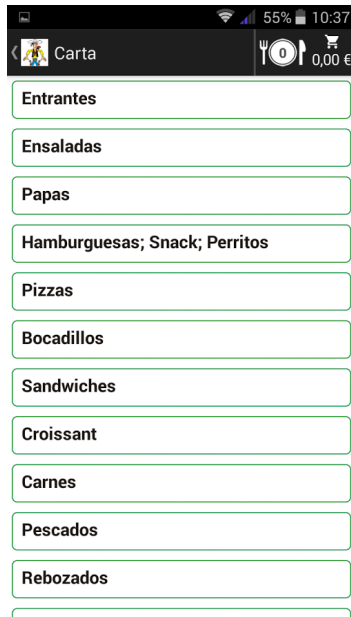 55% 10:37
Carta 0 0,00 €
Entrantes
Ensaladas
Papas
Hamburguesas; Snack; Perritos
Pizzas
Bocadillos
Sandwiches
Croissant
Carnes
Pescados
Rebozados